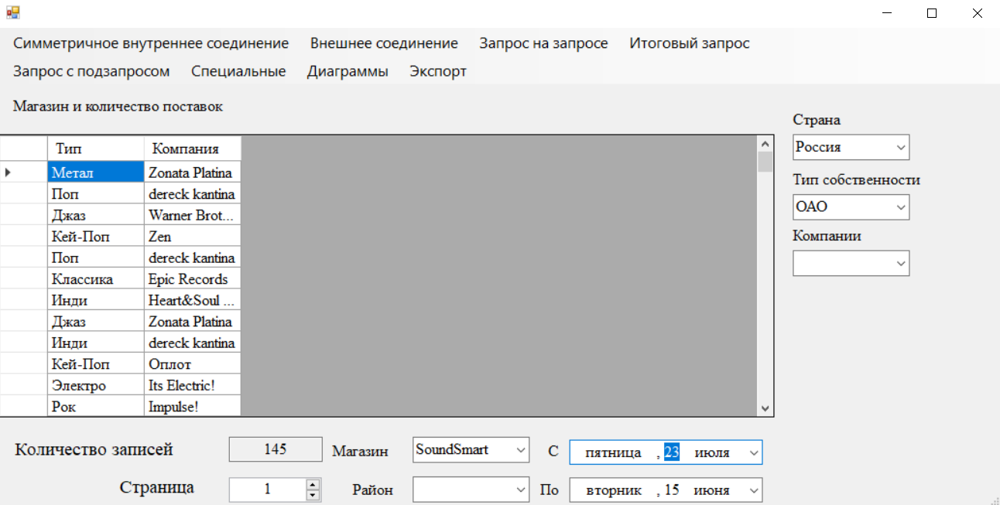 Симметричное внутреннее соединение Внешнее соединение Запрос на запросе Итоговый запрос
Запрос с подзапросом Специальные Диаграммы Экспорт
Магазин и количество поставок
Тип Компания
Метал Zonata Platina
Поп dereck kantina
Джаз Warner Brot...
Кей-Поп Zen
Поп dereck kantina
Классика Epic Records
Инди Heart&Soul ...
Джаз Zonata Platina
Инди dereck kantina
Кей-Поп Оплот
Электро Its Electric!
Рок Impulse!
Страна
Россия
Тип собственности
ОАО
Компании
Количество записей 145 Магазин SoundSmart С пятница , 23 июля
Страница 1 Район По вторник , 15 июня